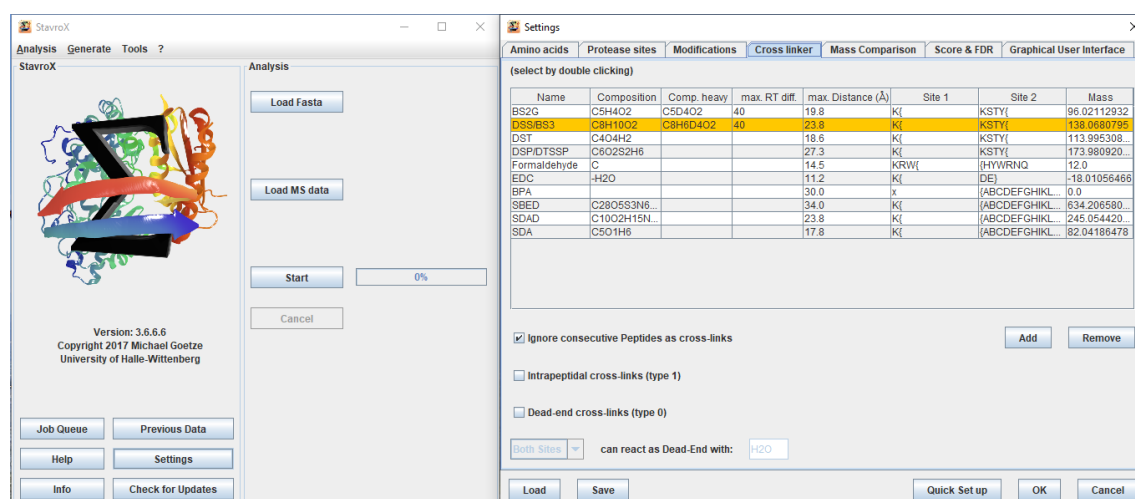 StavroX
Analysis Generate Tools ?
StavroX
Analysis
Load Fasta
Load MS data
Start
0%
Cancel
Version: 3.6.6.6
Copyright 2017 Michael Goetze
University of Halle-Wittenberg
Job Queue Previous Data
Help Settings
Info Check for Updates
Settings
Amino acids Protease sites Modifications Cross linker Mass Comparison Score & FDR Graphical User Interface
(select by double clicking)
Name Composition Comp. heavy max. RT diff. max. Distance (Å) Site 1 Site 2 Mass
BS2G C5H4O2 C5D4O2 40 19.8 K{ KSTY{ 96.02112932
DSS/BS3 C8H10O2 C8H6D4O2 40 23.8 K{ KSTY{ 138.0680795
DST C4O4H2 18.6 K{ KSTY{ 113.995308...
DSP/DTSSP C6O2S2H6 27.3 K{ KSTY{ 173.980920...
Formaldehyde C 14.5 KRW{ {HYWRNQ 12.0
EDC -H2O 11.2 K{ DE} -18.01056466
BPA 30.0 x {ABCDEFGHIKL... 0.0
SBED C28O5S3N6... 34.0 K{ {ABCDEFGHIKL... 634.206580...
SDAD C10O2H15N... 23.8 K{ {ABCDEFGHIKL... 245.054420...
SDA C5O1H6 17.8 K{ {ABCDEFGHIKL... 82.04186478
Ignore consecutive Peptides as cross-links
Add Remove
Intrapeptidal cross-links (type 1)
Dead-end cross-links (type 0)
Both Sites can react as Dead-End with: H2O
Load Save Quick Set up OK Cancel